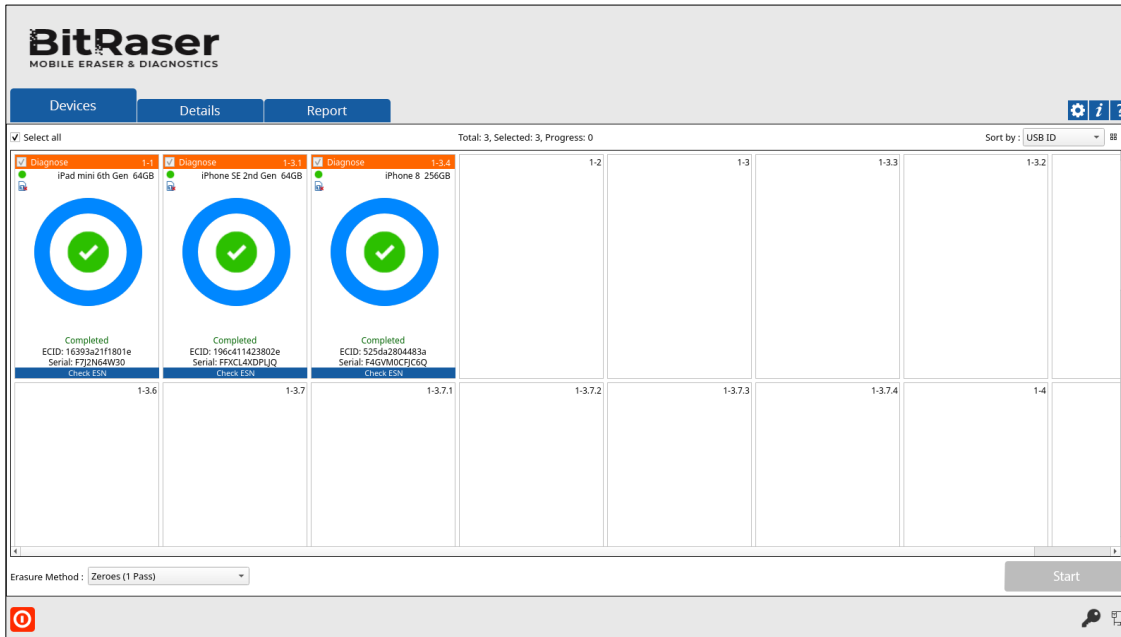 BitRaser
MOBILE ERASER & DIAGNOSTICS
Devices Details Report
i ?
Select all Total: 3, Selected: 3, Progress: 0 Sort by : USB ID
Diagnose 1-1 Diagnose 1-3.1 Diagnose 1-3.4 1-2 1-3 1-3.3 1-3.2
iPad mini 6th Gen 64GB iPhone SE 2nd Gen 64GB iPhone 8 256GB
Completed Completed Completed
ECID: 16393a21f1801e ECID: 196c411423802e ECID: 525da2804483a
Serial: F7J2N64W30 Serial: FFXCL4XDPLJQ Serial: F4GVM0CFJC6Q
Check ESN Check ESN Check ESN
1-3.6 1-3.7 1-3.7.1 1-3.7.2 1-3.7.3 1-3.7.4 1-4
Erasure Method : Zeroes (1 Pass) Start